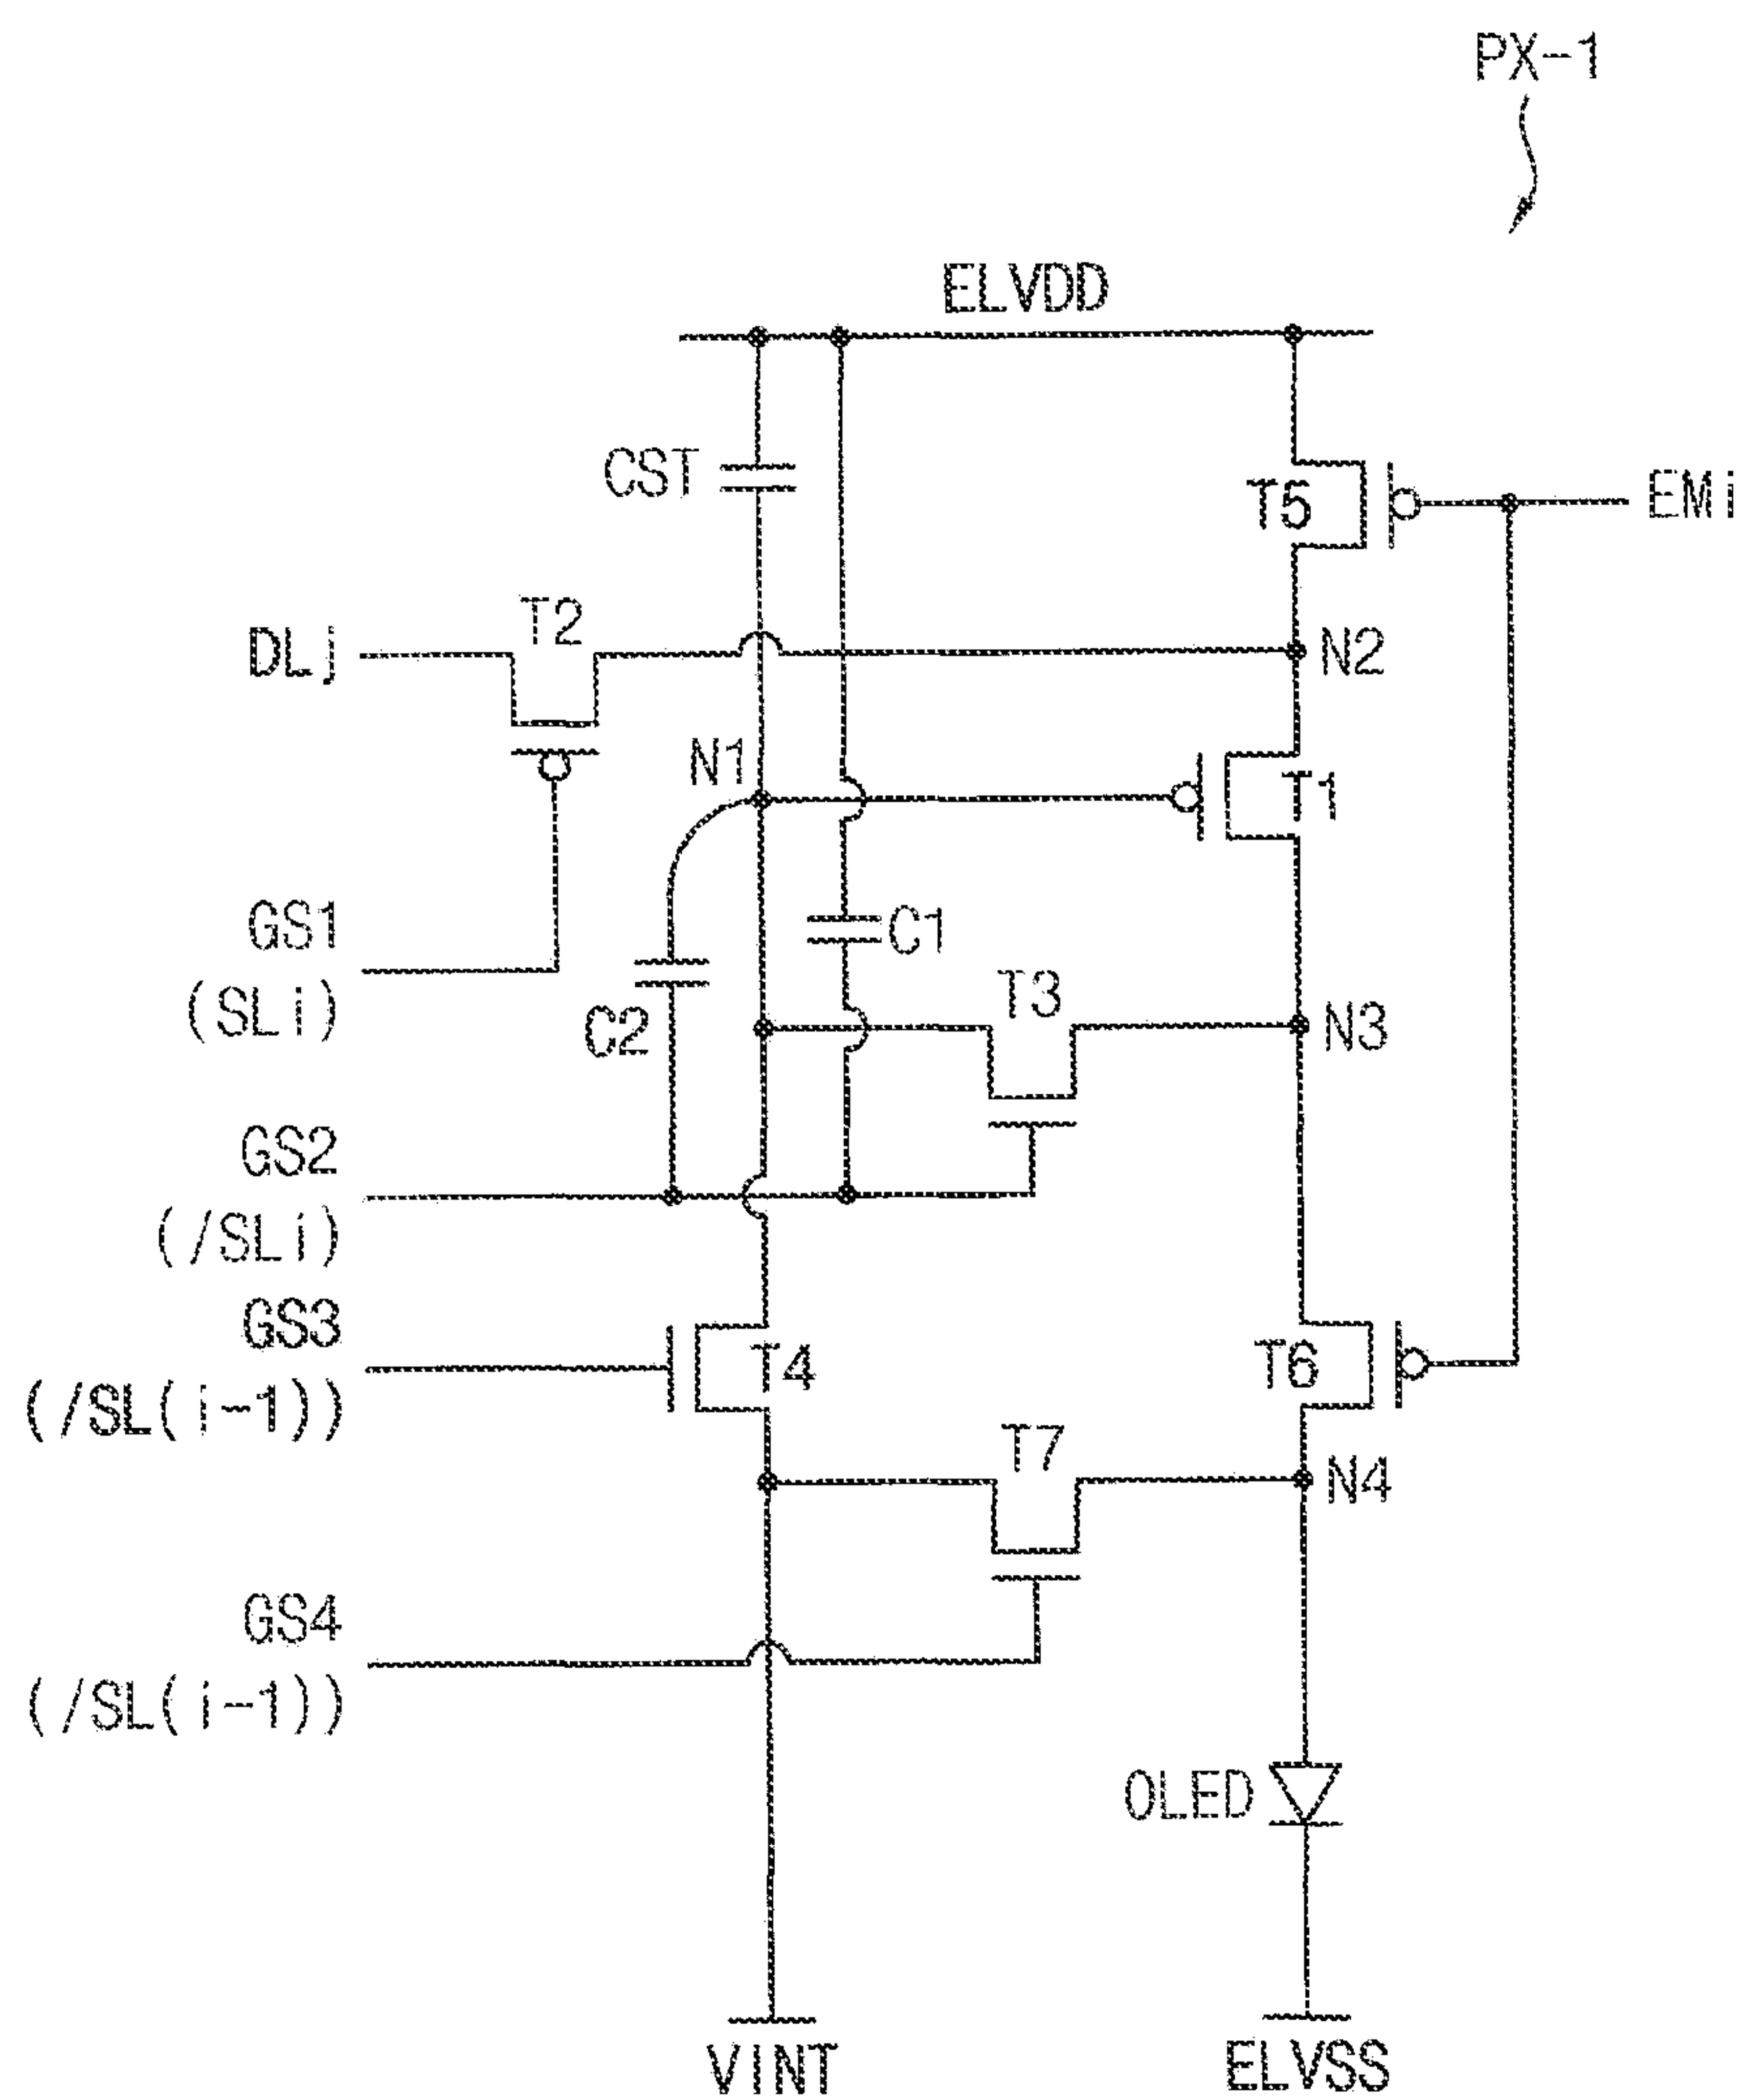 PX-1
ELVDD
CST
T5
EMi
T2
DLj
N2
N1
T1
GS1
(SLi)
C1
C2
T3
N3
GS2
(/SLi)
GS3
(/SL(i-1))
T4
T6
T7
N4
GS4
(/SL(i-1))
OLED
VINT
ELVSS